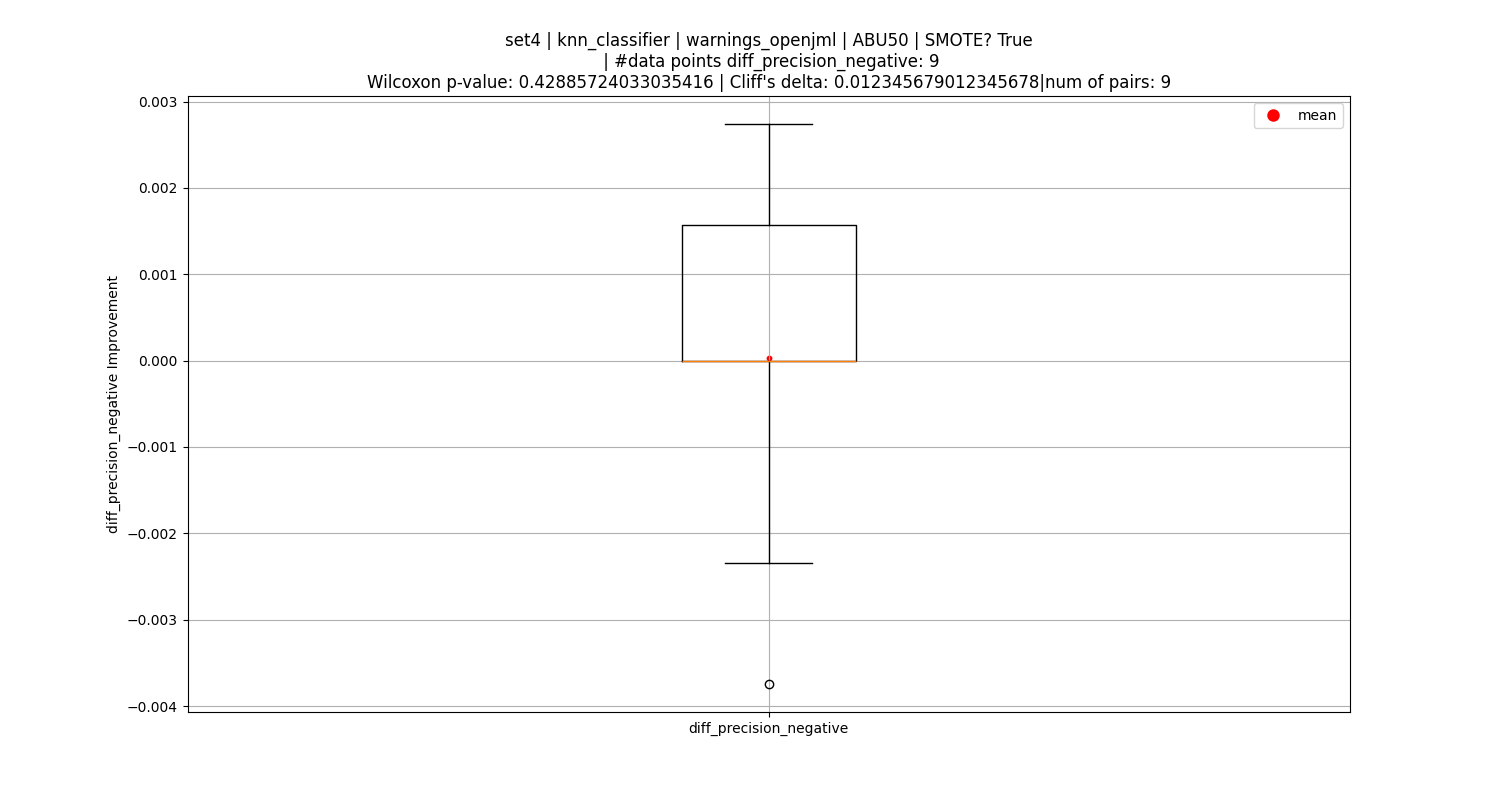 set4 | knn_classifier | warnings_openjml | ABU50 | SMOTE? True
| #data points diff_precision_negative: 9
Wilcoxon p-value: 0.42885724033035416 | Cliff's delta: 0.012345679012345678|num of pairs: 9
mean
0.003
0.002
0.001
0.000
−0.001
−0.002
−0.003
−0.004
diff_precision_negative Improvement
diff_precision_negative